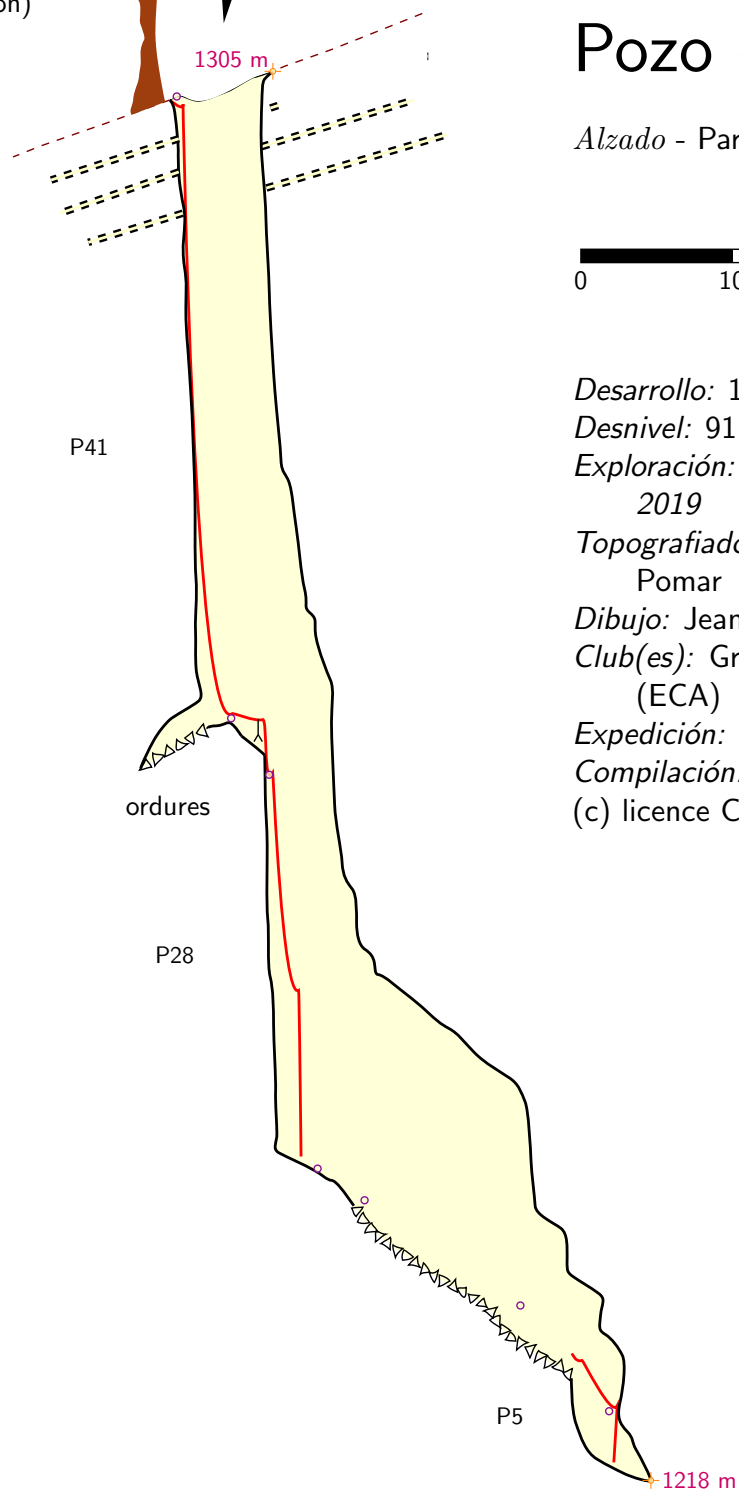 1305 m
Pozo
Alzado - Par
0 10
P41
Desarrollo: 1
Desnivel: 91
Exploración:
2019
Topografiado
Pomar
Dibujo: Jean
Club(es): Gr
(ECA)
Expedición:
Compilación:
(c) licence C
ordures
P28
P5
1218 m